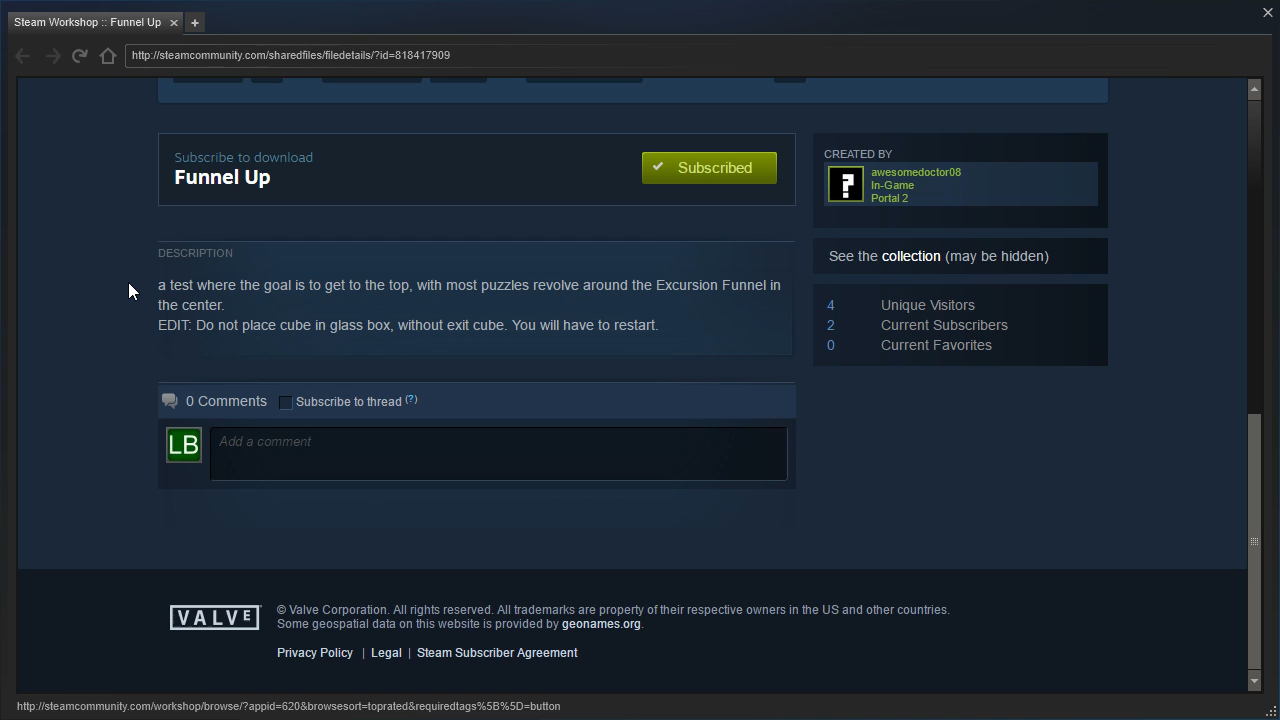 Steam Workshop :: Funnel Up
http://steamcommunity.com/sharedfiles/filedetails/?id=818417909
Subscribe to download
Funnel Up
Subscribed
CREATED BY
awesomedoctor08
In-Game
Portal 2
DESCRIPTION
a test where the goal is to get to the top, with most puzzles revolve around the Excursion Funnel in
the center.
EDIT: Do not place cube in glass box, without exit cube. You will have to restart.
See the collection (may be hidden)
4 Unique Visitors
2 Current Subscribers
0 Current Favorites
0 Comments Subscribe to thread (?)
LB
Add a comment
VALVE
© Valve Corporation. All rights reserved. All trademarks are property of their respective owners in the US and other countries.
Some geospatial data on this website is provided by geonames.org.
Privacy Policy | Legal | Steam Subscriber Agreement
http://steamcommunity.com/workshop/browse/?appid=620&browsesort=toprated&requiredtags%5B%5D=button